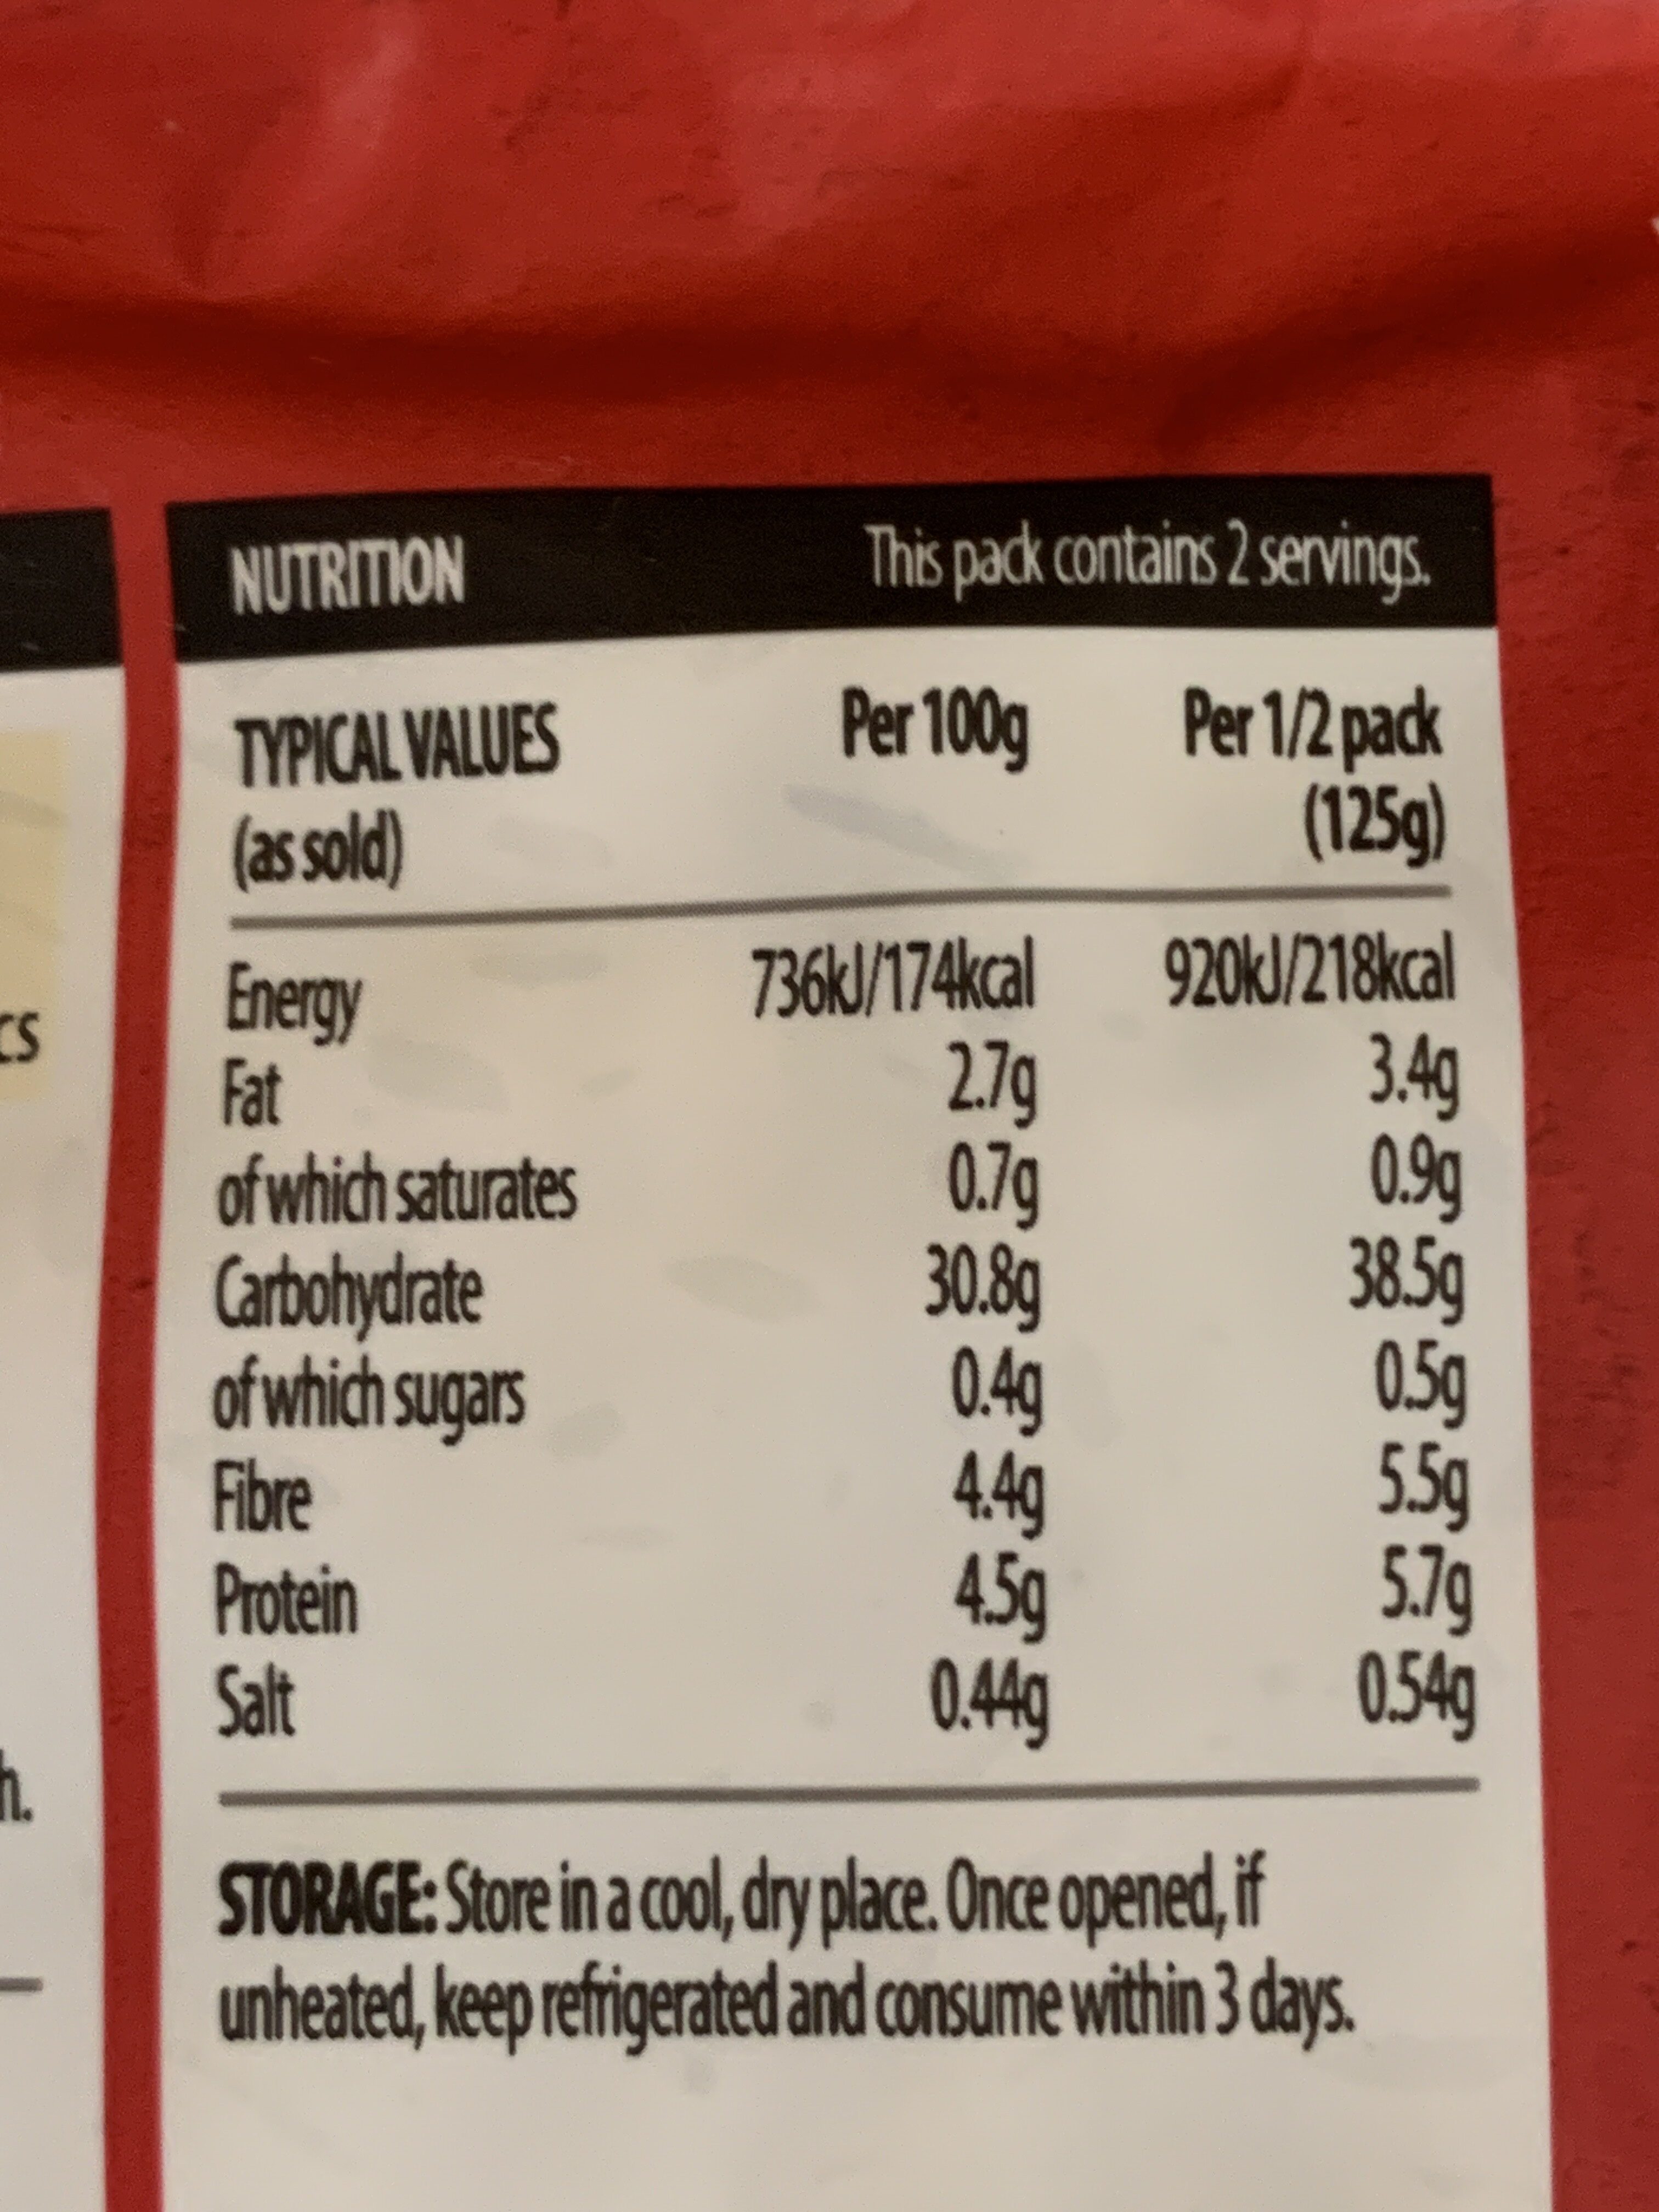 NUTRITION This pack contains 2 servings.
TYPICAL VALUES Per 100g Per 1/2 pack
(as sold) (125g)
Energy 736kJ/174kcal 920kJ/218kcal
Fat 2.7g 3.4g
of which saturates 0.7g 0.9g
Carbohydrate 30.8g 38.5g
of which sugars 0.4g 0.5g
Fibre 4.4g 5.5g
Protein 4.5g 5.7g
Salt 0.44g 0.54g
STORAGE: Store in a cool, dry place. Once opened, if
unheated, keep refrigerated and consume within 3 days.